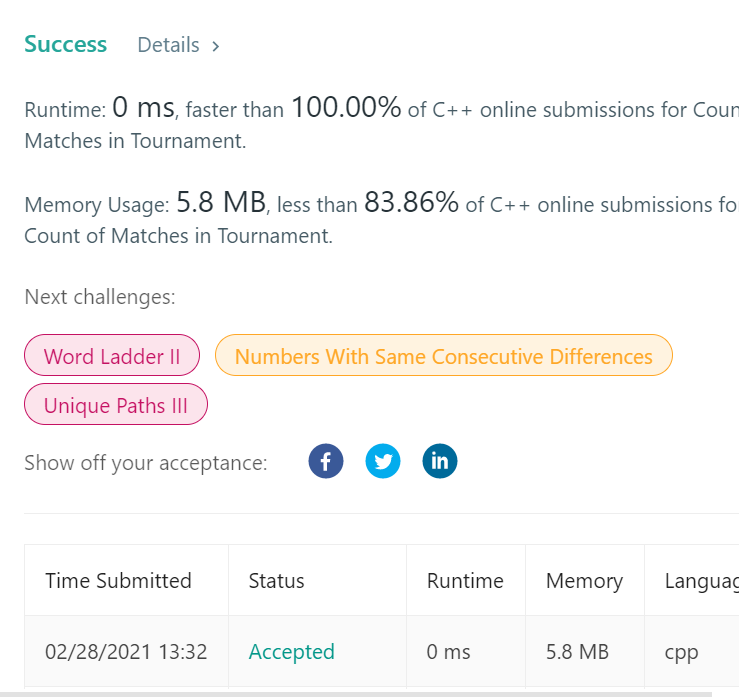 Success Details >
Runtime: 0 ms, faster than 100.00% of C++ online submissions for Coun
Matches in Tournament.
Memory Usage: 5.8 MB, less than 83.86% of C++ online submissions fo
Count of Matches in Tournament.
Next challenges:
Word Ladder II Numbers With Same Consecutive Differences
Unique Paths III
Show off your acceptance: f in
Time Submitted Status Runtime Memory Languag
02/28/2021 13:32 Accepted 0 ms 5.8 MB cpp